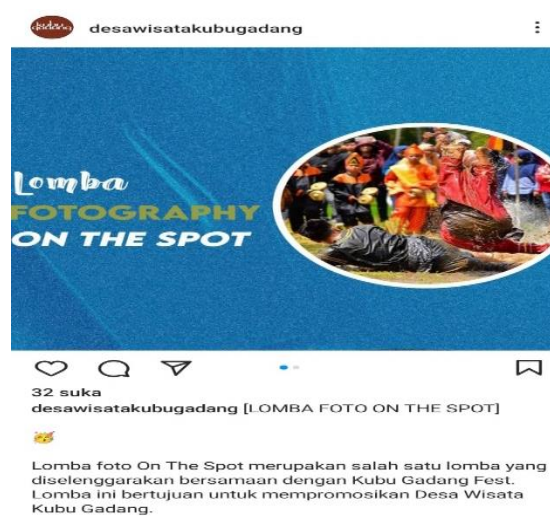 kubu
gadang
desawisatakubugadang
Lomba
FOTOGRAPHY
ON THE SPOT
32 suka
desawisatakubugadang [LOMBA FOTO ON THE SPOT]
Lomba foto On The Spot merupakan salah satu lomba yang
diselenggarakan bersamaan dengan Kubu Gadang Fest.
Lomba ini bertujuan untuk mempromosikan Desa Wisata
Kubu Gadang.